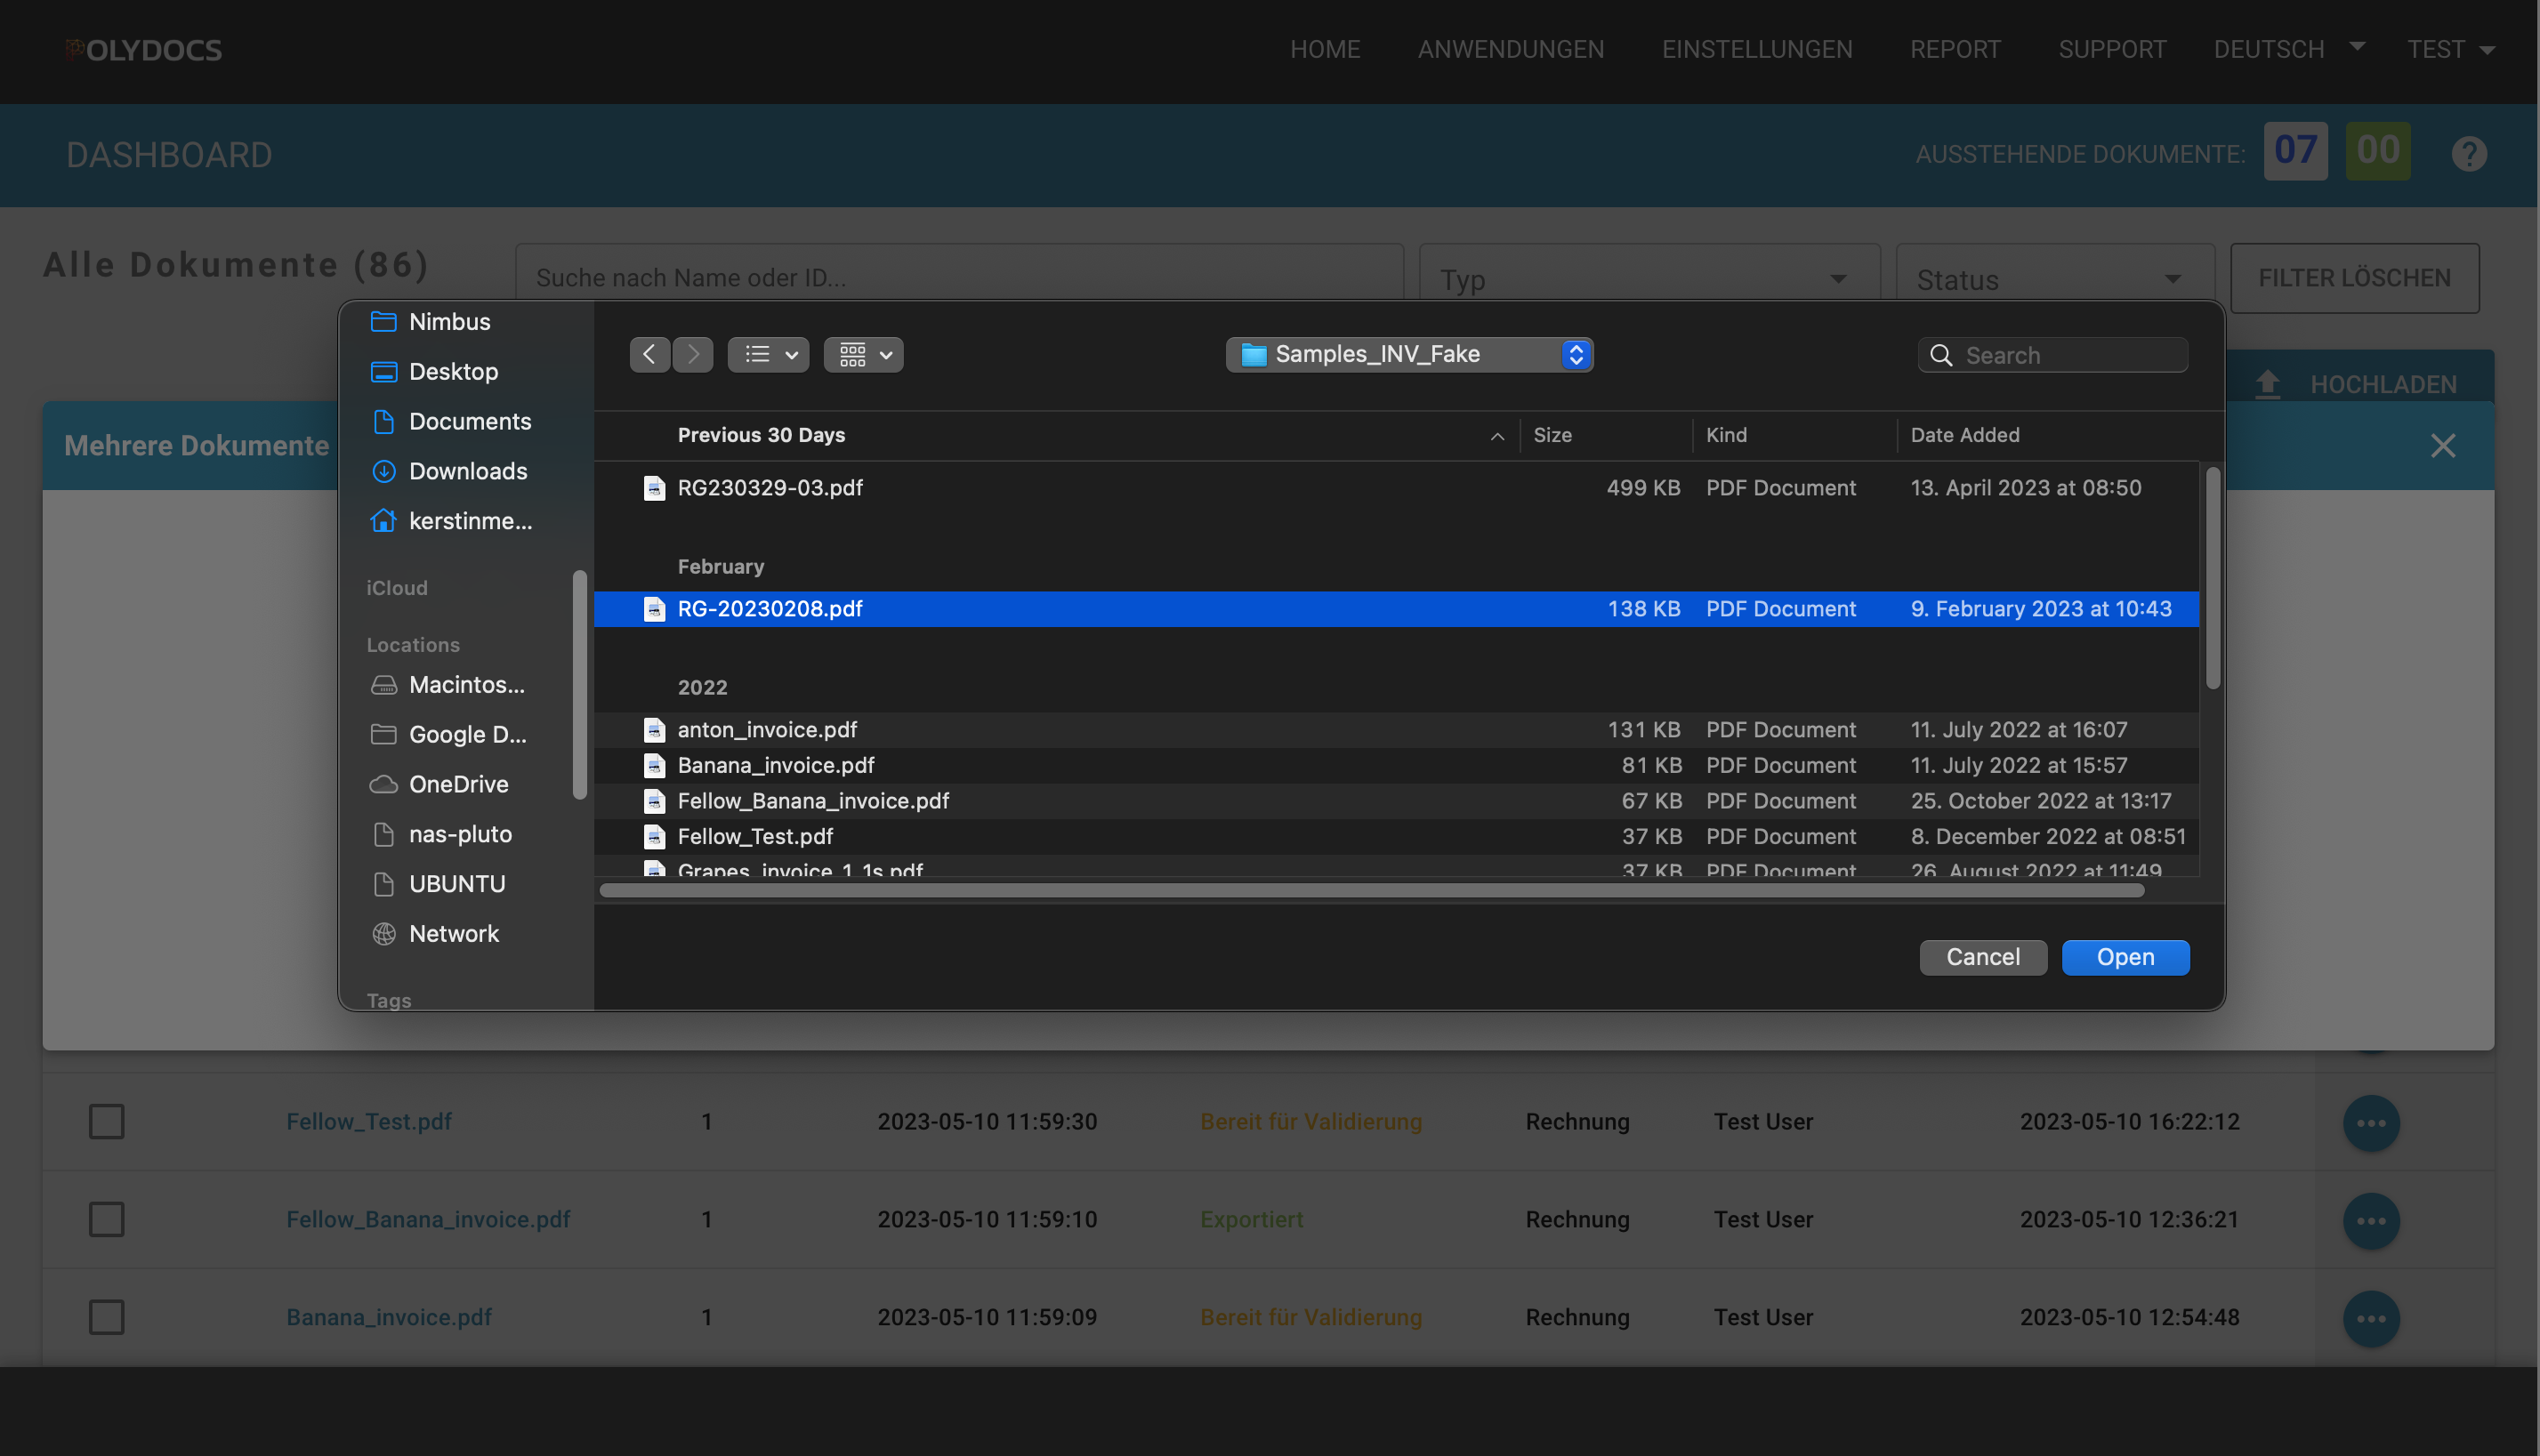 POLYDOCS
HOME ANWENDUNGEN EINSTELLUNGEN REPORT SUPPORT DEUTSCH TEST
DASHBOARD
AUSSTEHENDE DOKUMENTE: 07 00 ?
Alle Dokumente (86)
Suche nach Name oder ID...
Typ
Status
FILTER LÖSCHEN
HOCHLADEN
Mehrere Dokumente
Nimbus
Desktop
Documents
Downloads
kerstinme...
iCloud
Locations
Macintos...
Google D...
OneDrive
nas-pluto
UBUNTU
Network
Tags
Samples_INV_Fake
Search
Previous 30 Days Size Kind Date Added
RG230329-03.pdf 499 KB PDF Document 13. April 2023 at 08:50
February
RG-20230208.pdf 138 KB PDF Document 9. February 2023 at 10:43
2022
anton_invoice.pdf 131 KB PDF Document 11. July 2022 at 16:07
Banana_invoice.pdf 81 KB PDF Document 11. July 2022 at 15:57
Fellow_Banana_invoice.pdf 67 KB PDF Document 25. October 2022 at 13:17
Fellow_Test.pdf 37 KB PDF Document 8. December 2022 at 08:51
Grapes_invoice_1_1s.pdf 37 KB PDF Document 26. August 2022 at 11:49
Cancel Open
Fellow_Test.pdf 1 2023-05-10 11:59:30 Bereit für Validierung Rechnung Test User 2023-05-10 16:22:12
Fellow_Banana_invoice.pdf 1 2023-05-10 11:59:10 Exportiert Rechnung Test User 2023-05-10 12:36:21
Banana_invoice.pdf 1 2023-05-10 11:59:09 Bereit für Validierung Rechnung Test User 2023-05-10 12:54:48